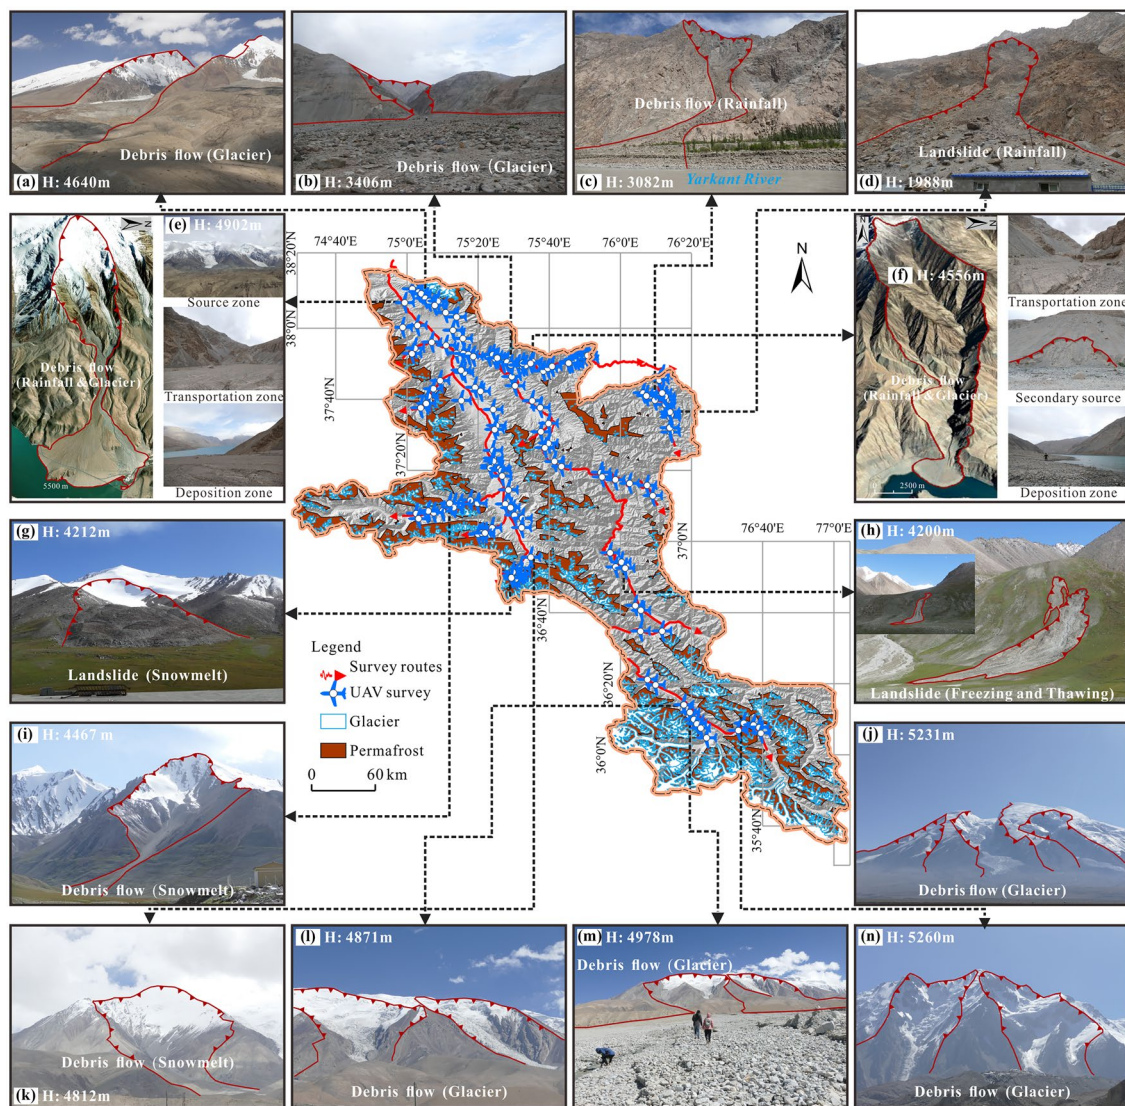 Debris flow (Glacier)
(a) H: 4640m
Debris flow (Glacier)
(b) H: 3406m
Debris flow (Rainfall)
Yarkant River
(c) H: 3082m
Landslide (Rainfall)
(d) H: 1988m
N
(e) H: 4902m
Source zone
Debris flow
(Rainfall & Glacier)
Transportation zone
5500 m
Deposition zone
74°40'
75°0'
75°20'
75°40'
76°0'
76°20'E
38°20'
38°0'N
37°40'
37°20'
37°0'N
76°40'
77°0'E
36°40'
36°20'
36°0'N
35°40'
N
N
(f) H: 4556m
Transportation zone
Debris flow
(Rainfall & Glacier)
Secondary source
0 2500 m
Deposition zone
(g) H: 4212m
Landslide (Snowmelt)
(h) H: 4200m
Landslide (Freezing and Thawing)
Legend
Survey routes
UAV survey
Glacier
Permafrost
0 60 km
(i) H: 4467 m
Debris flow (Snowmelt)
(j) H: 5231m
Debris flow (Glacier)
Debris flow (Snowmelt)
(k) H: 4812m
(l) H: 4871m
Debris flow (Glacier)
(m) H: 4978m
Debris flow (Glacier)
(n) H: 5260m
Debris flow (Glacier)